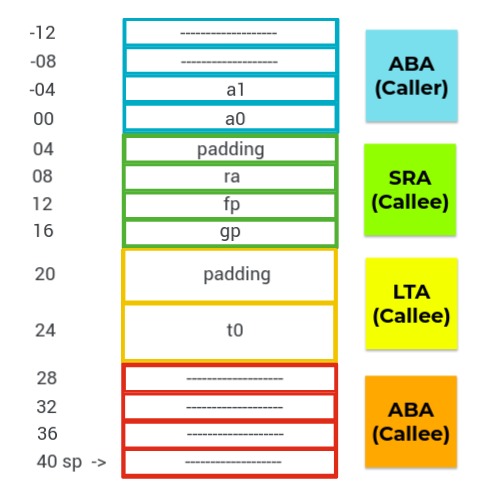 -12 -------------------
-08 -------------------
-04 a1
00 a0
ABA
(Caller)
04 padding
08 ra
12 fp
16 gp
SRA
(Callee)
20 padding
24 t0
LTA
(Callee)
28 -------------------
32 -------------------
36 -------------------
40 sp -> -------------------
ABA
(Callee)